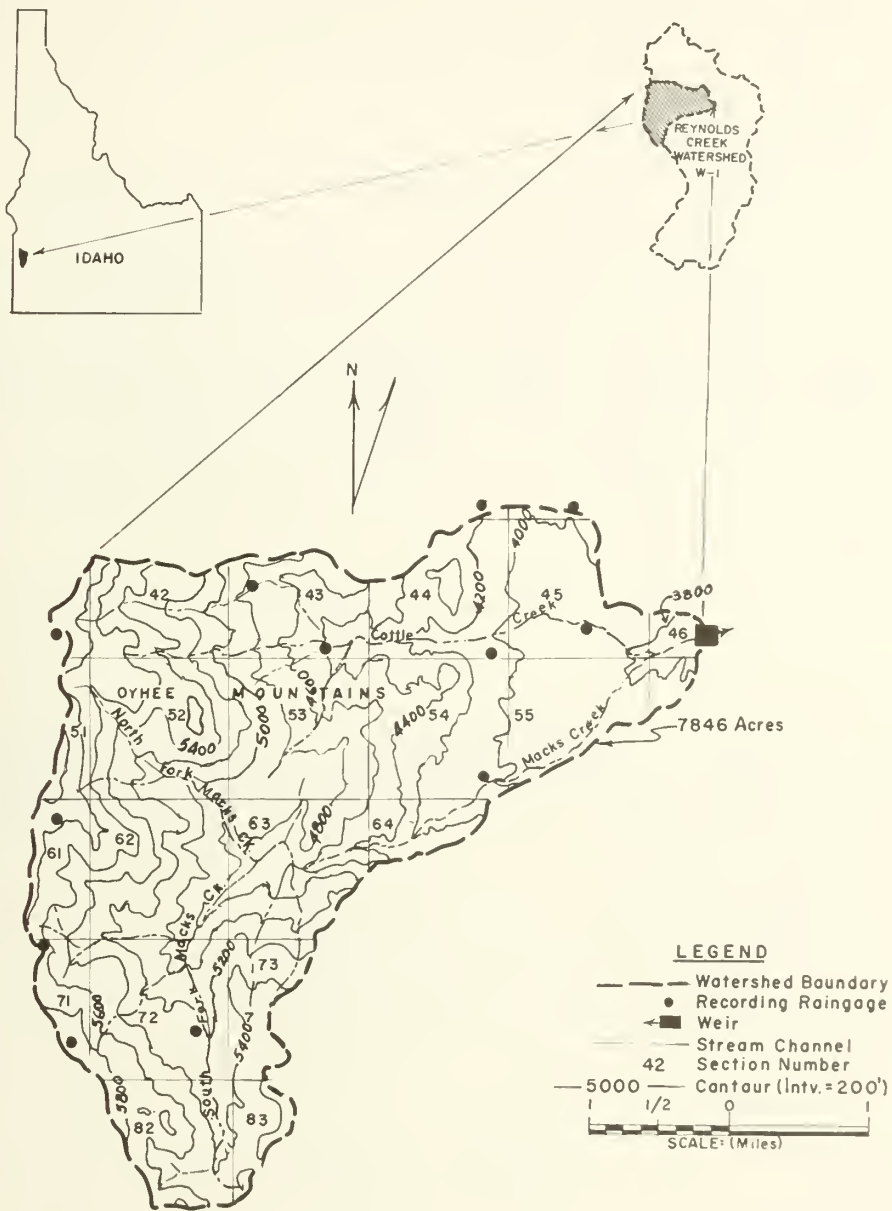 REYNOLDS
CREEK
WATERSHED
W-1
IDAHO
N
4000
42
43
44
4200
45
3800
46
Cottle Creek
OYHEE MOUNTAINS
4600
51
52
5000
53
54
4400
55
5400
7846 Acres
Macks Creek
North Fork Macks Ck.
61
62
63
4800
64
Macks Ck.
5200
73
71
5600
72
5400
South Fork
5800
82
83
LEGEND
Watershed Boundary
Recording Raingage
Weir
Stream Channel
42 Section Number
5000 Cantaur (Intv. = 200')
1 1/2 0 1
SCALE: (Miles)